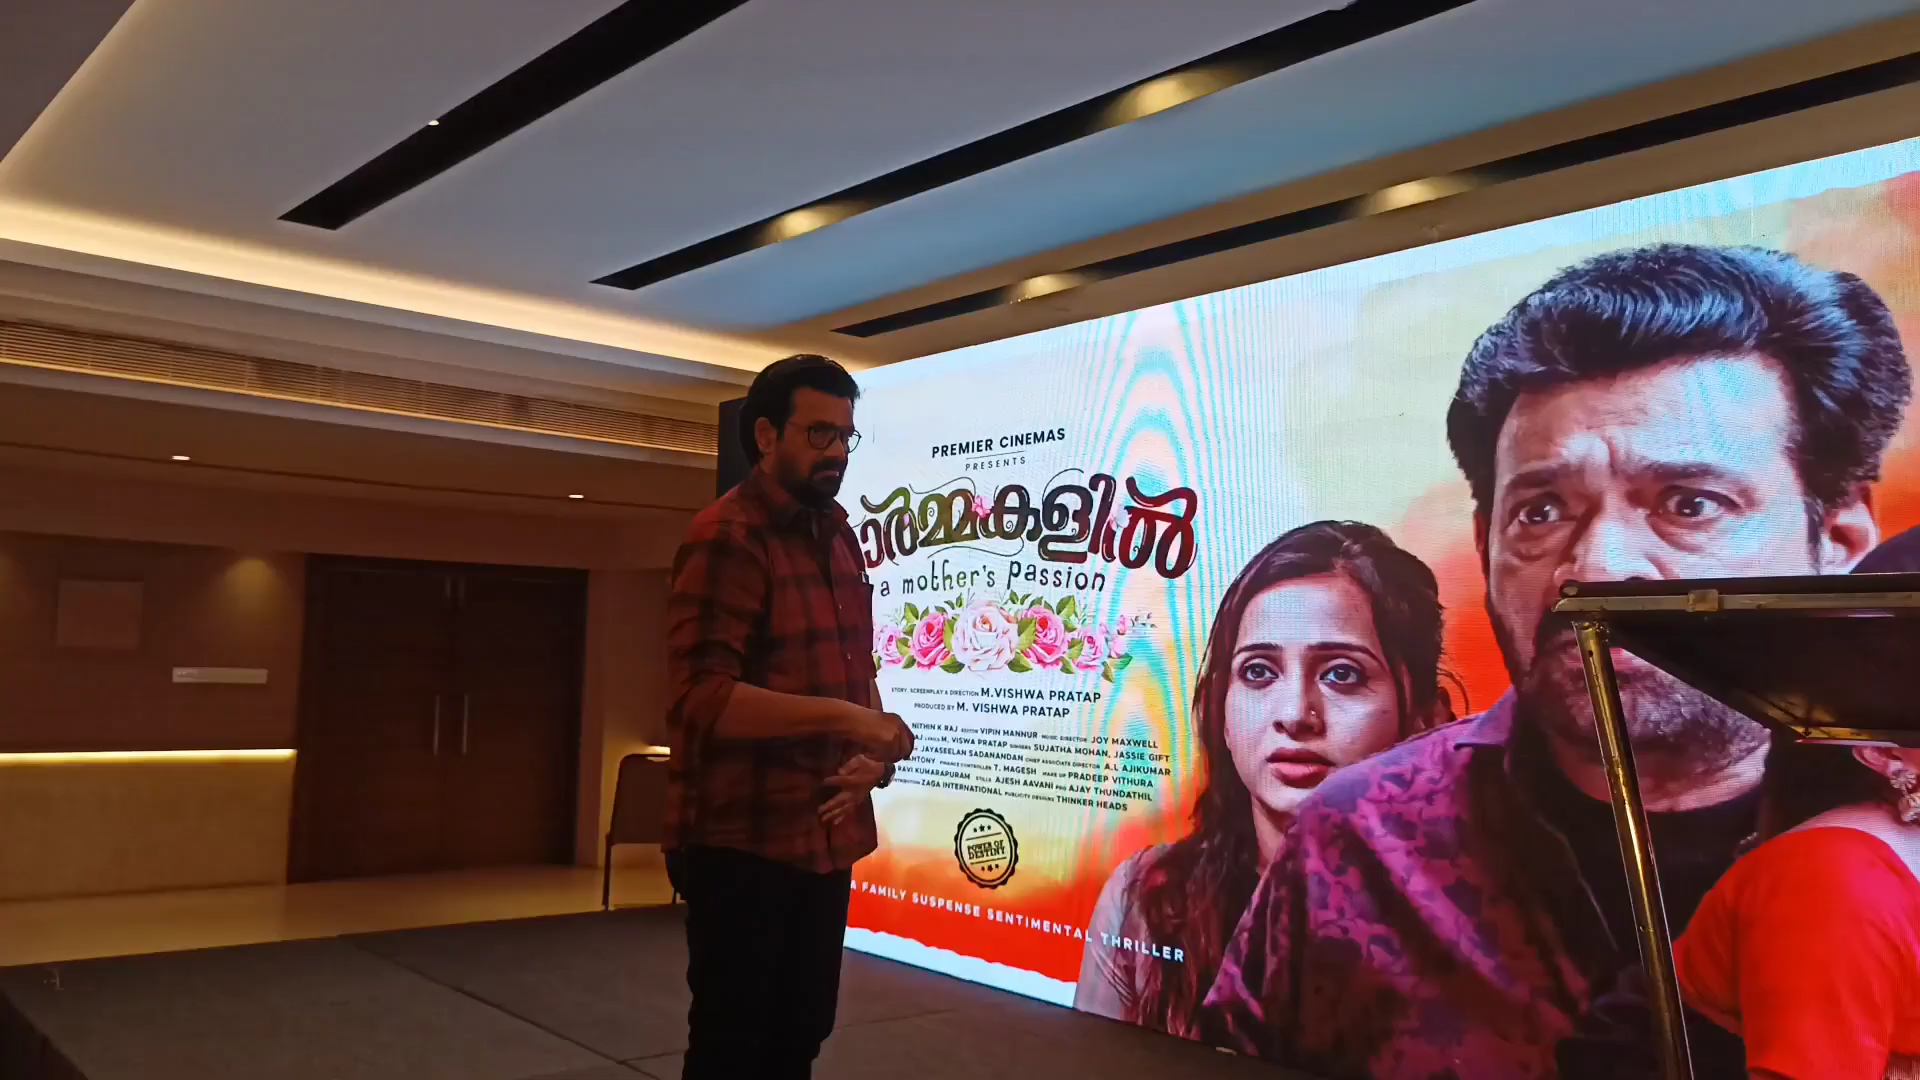 PREMIER CINEMAS
PRESENTS
ർമ്മകളിൽ
a mother's passion
STORY, SCREENPLAY & DIRECTION M.VISHWA PRATAP
PRODUCED BY M. VISHWA PRATAP
NITHIN K RAJ EDITOR VIPIN MANNUR MUSIC DIRECTOR JOY MAXWELL
LYRICS M. VISWA PRATAP SINGERS SUJATHA MOHAN, JASSIE GIFT
JAYASEELAN SADANANDAN CHIEF ASSOCIATE DIRECTOR A.L AJIKUMAR
ANTONY FINANCE CONTROLLER T. MAGESH MAKE UP PRADEEP VITHURA
RAVI KUMARAPURAM STILLS AJESH AAVANI PRO AJAY THUNDATHIL
ZAGA INTERNATIONAL PUBLICITY DESIGNS THINKER HEADS
POWER OF
DESTINY
A FAMILY SUSPENSE SENTIMENTAL THRILLER